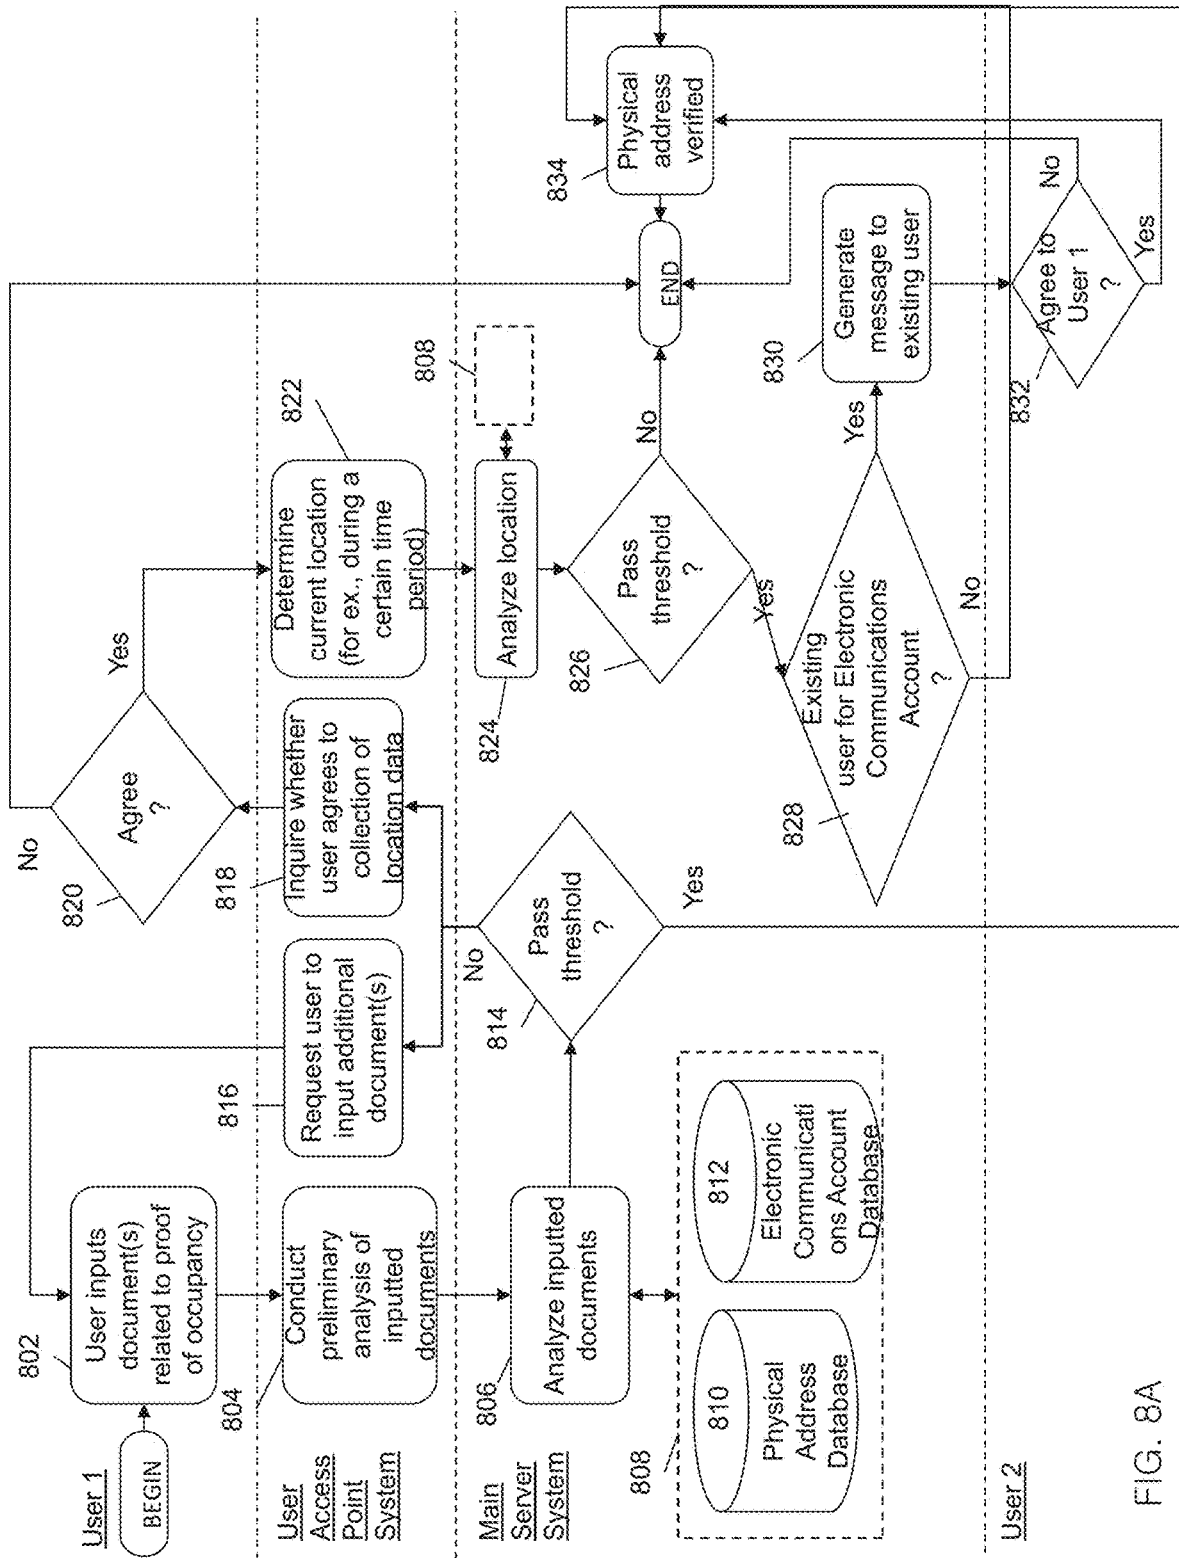 User 1
BEGIN
802
User inputs
document(s)
related to proof
of occupancy
820
No
Agree
?
Yes
User
Access
Point
System
804
Conduct
preliminary
analysis of
inputted
documents
816
Request user to
input additional
document(s)
818
Inquire whether
user agrees to
collection of
location data
822
Determine
current location
(for ex., during a
certain time
period)
Main
Server
System
806
Analyze inputted
documents
808
810
Physical
Address
Database
812
Electronic
Communicati
ons Account
Database
814
No
Pass
threshold
?
Yes
824
Analyze location
808
826
Pass
threshold
?
No
Yes
END
834
Physical
address
verified
828
Existing
user for Electronic
Communications
Account
?
Yes
No
830
Generate
message to
existing user
User 2
832
Agree to
User 1
?
No
Yes
FIG. 8A